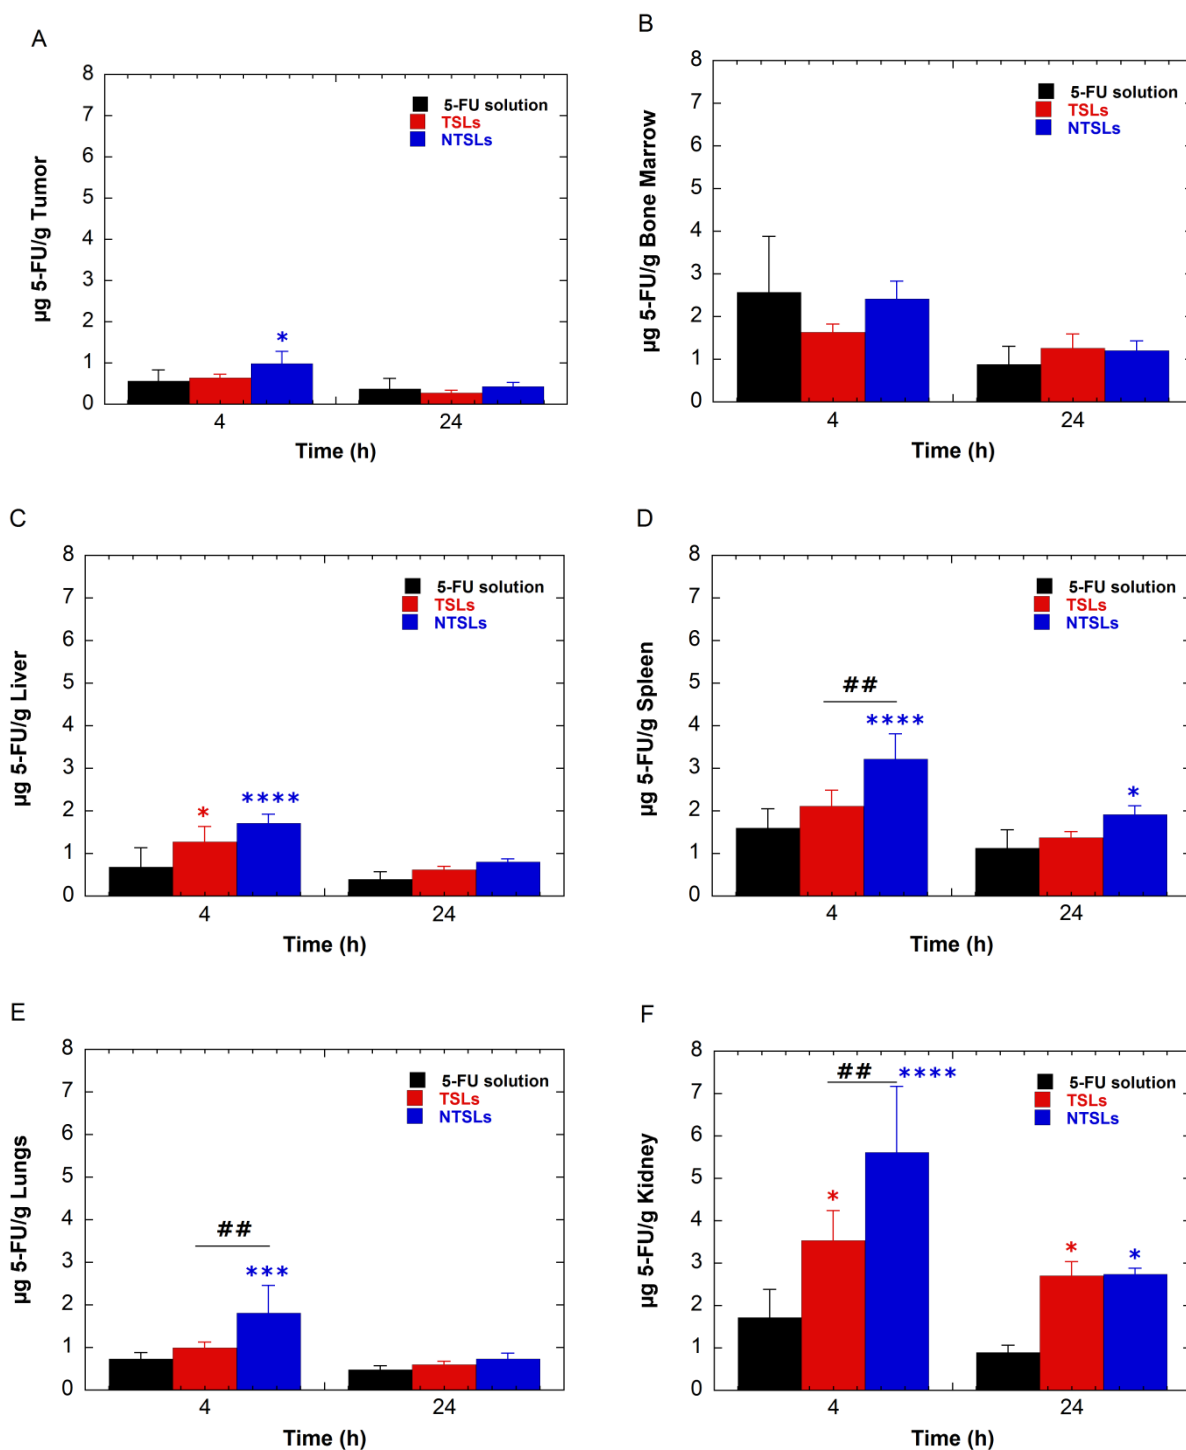 A
µg 5-FU/g Tumor
8
7
6
5
4
3
2
1
0
5-FU solution
TSLs
NTSLs
*
4 24
Time (h)
B
µg 5-FU/g Bone Marrow
8
7
6
5
4
3
2
1
0
5-FU solution
TSLs
NTSLs
4 24
Time (h)
C
µg 5-FU/g Liver
8
7
6
5
4
3
2
1
0
5-FU solution
TSLs
NTSLs
* ****
4 24
Time (h)
D
µg 5-FU/g Spleen
8
7
6
5
4
3
2
1
0
5-FU solution
TSLs
NTSLs
##
****
*
4 24
Time (h)
E
µg 5-FU/g Lungs
8
7
6
5
4
3
2
1
0
5-FU solution
TSLs
NTSLs
##
***
4 24
Time (h)
F
µg 5-FU/g Kidney
8
7
6
5
4
3
2
1
0
5-FU solution
TSLs
NTSLs
## ****
*
* *
4 24
Time (h)